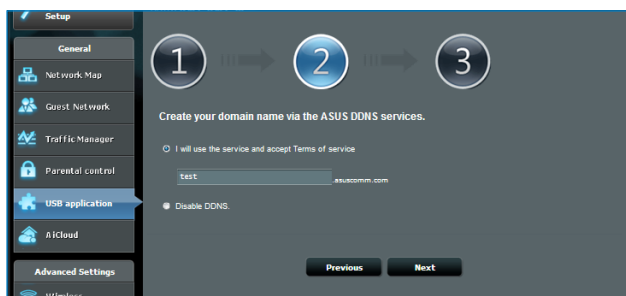 Setup
General
Network Map
Guest Network
Traffic Manager
Parental control
USB application
AiCloud
Advanced Settings
Wireless
1
2
3
Create your domain name via the ASUS DDNS services.
I will use the service and accept Terms of service
test .asuscomm.com
Disable DDNS.
Previous Next